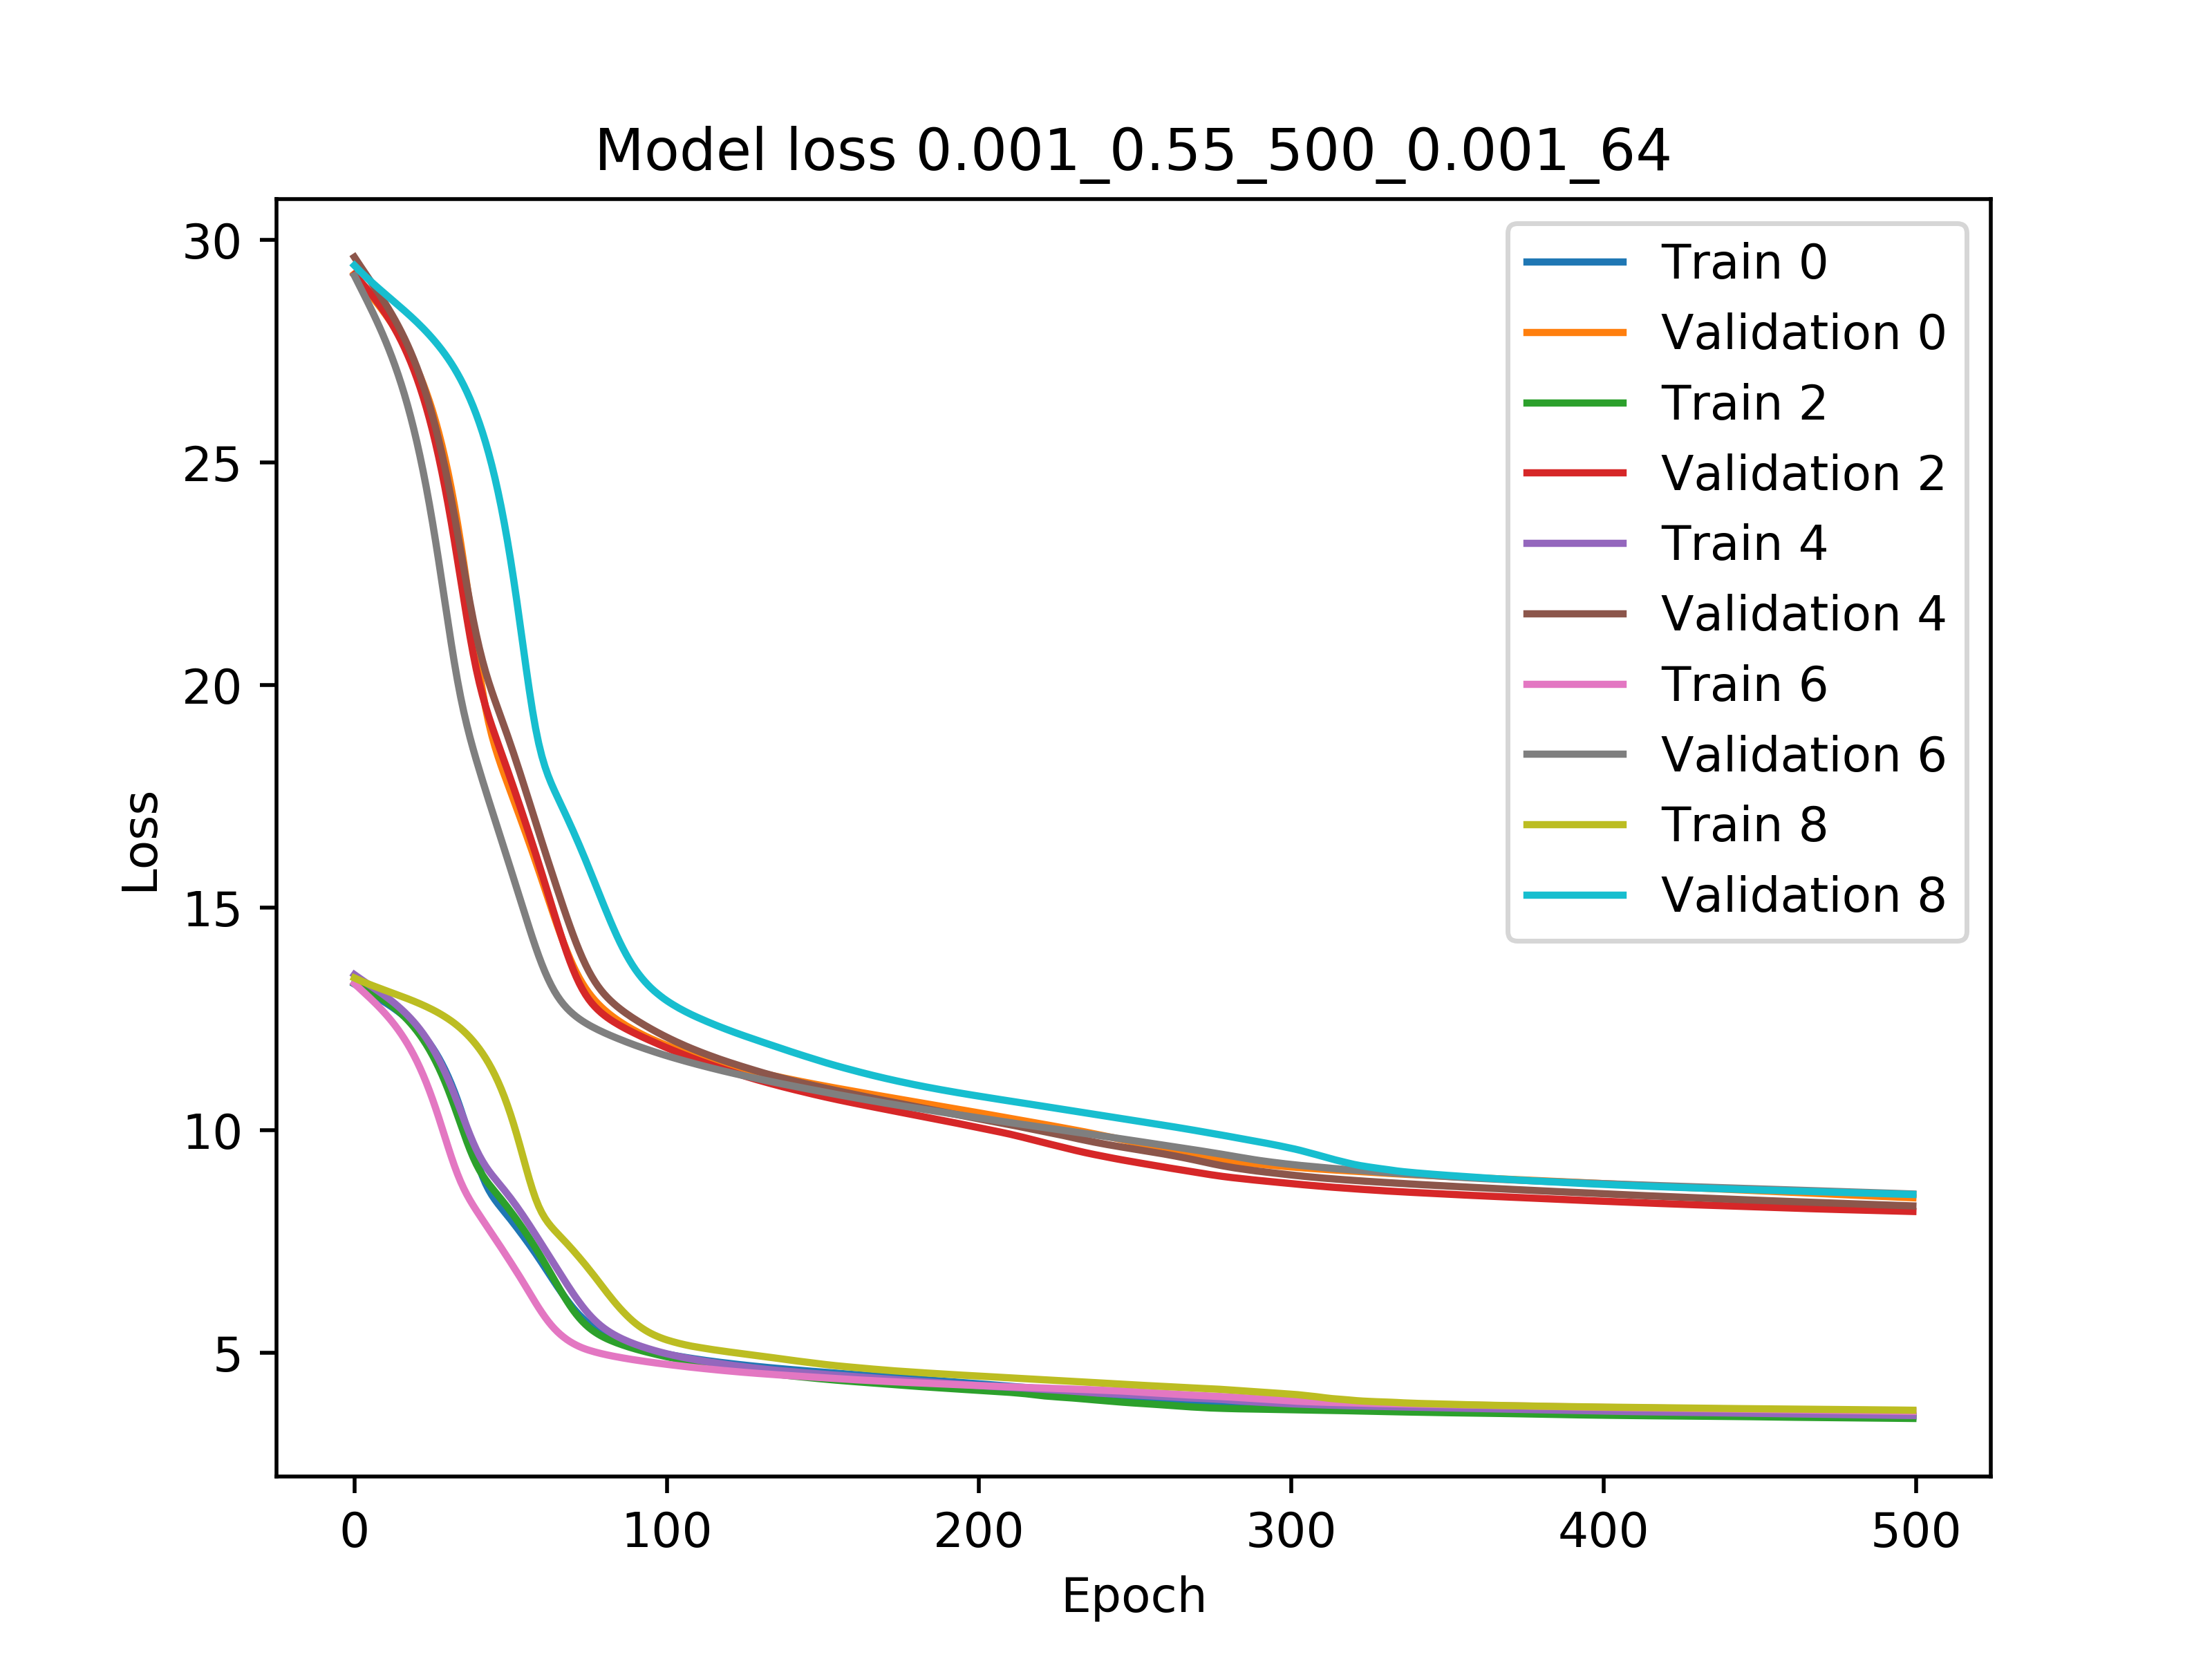 Model loss 0.001_0.55_500_0.001_64
30
25
20
15
10
5
Loss
Train 0
Validation 0
Train 2
Validation 2
Train 4
Validation 4
Train 6
Validation 6
Train 8
Validation 8
0 100 200 300 400 500
Epoch